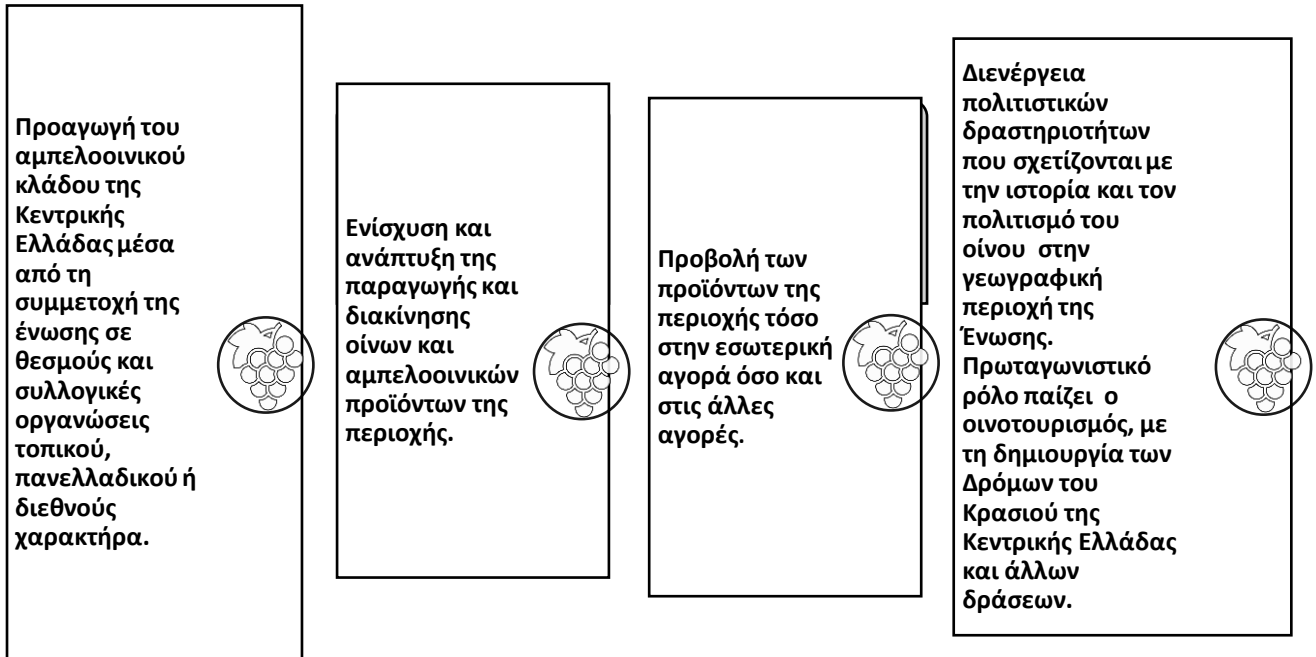 Προαγωγή του
αμπελοοινικού
κλάδου της
Κεντρικής
Ελλάδας μέσα
από τη
συμμετοχή της
ένωσης σε
θεσμούς και
συλλογικές
οργανώσεις
τοπικού,
πανελλαδικού ή
διεθνούς
χαρακτήρα.
Ενίσχυση και
ανάπτυξη της
παραγωγής και
διακίνησης
οίνων και
αμπελοοινικών
προϊόντων της
περιοχής.
Προβολή των
προϊόντων της
περιοχής τόσο
στην εσωτερική
αγορά όσο και
στις άλλες
αγορές.
Διενέργεια
πολιτιστικών
δραστηριοτήτων
που σχετίζονται με
την ιστορία και τον
πολιτισμό του
οίνου στην
γεωγραφική
περιοχή της
Ένωσης.
Πρωταγωνιστικό
ρόλο παίζει ο
οινοτουρισμός, με
τη δημιουργία των
Δρόμων του
Κρασιού της
Κεντρικής Ελλάδας
και άλλων
δράσεων.